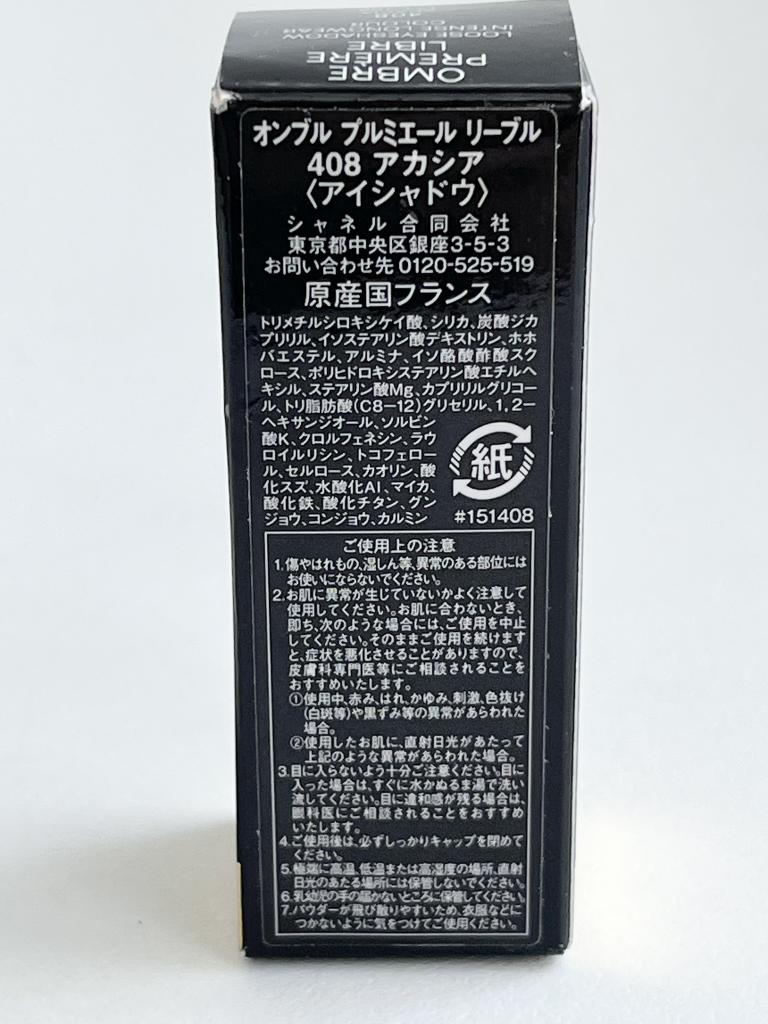 408
LOOSE EYESHADOW
INTENSE LONGWEAR
COLOUR
OMBRE
PREMIÈRE
LIBRE
オンブル プルミエール リーブル
408 アカシア
〈アイシャドウ〉
シャネル合同会社
東京都中央区銀座3-5-3
お問い合わせ先 0120-525-519
原産国フランス
トリメチルシロキシケイ酸、シリカ、炭酸ジカ
プリリル、イソステアリン酸デキストリン、ホホ
バエステル、アルミナ、イソ酪酸酢酸スク
ロース、ポリヒドロキシステアリン酸エチルヘ
キシル、ステアリン酸Mg、カプリリルグリコー
ル、トリ脂肪酸(C8−12)グリセリル、1,2−
ヘキサンジオール、ソルビン
酸K、クロルフェネシン、ラウ
ロイルリシン、トコフェロー
ル、セルロース、カオリン、酸
化スズ、水酸化Al、マイカ、
酸化鉄、酸化チタン、グン
ジョウ、コンジョウ、カルミン
紙
#151408
ご使用上の注意
1.傷やはれもの、湿しん等、異常のある部位には
お使いにならないでください。
2.お肌に異常が生じていないかよく注意して
使用してください。お肌に合わないとき、
即ち、次のような場合には、ご使用を中止
してください。そのままご使用を続けます
と、症状を悪化させることがありますので、
皮膚科専門医等にご相談されることを
おすすめいたします。
①使用中、赤み、はれ、かゆみ、刺激、色抜け
(白斑等)や黒ずみ等の異常があらわれた
場合。
②使用したお肌に、直射日光があたって
上記のような異常があらわれた場合。
3.目に入らないよう十分ご注意ください。目に
入った場合は、すぐに水かぬるま湯で洗い
流してください。目に違和感が残る場合は、
眼科医にご相談されることをおすすめ
いたします。
4.ご使用後は、必ずしっかりキャップを閉めて
ください。
5.極端に高温、低温または高湿度の場所、直射
日光のあたる場所には保管しないでください。
6.乳幼児の手の届かないところに保管してください。
7.パウダーが飛び散りやすいため、衣服などに
つかないように気をつけてご使用ください。